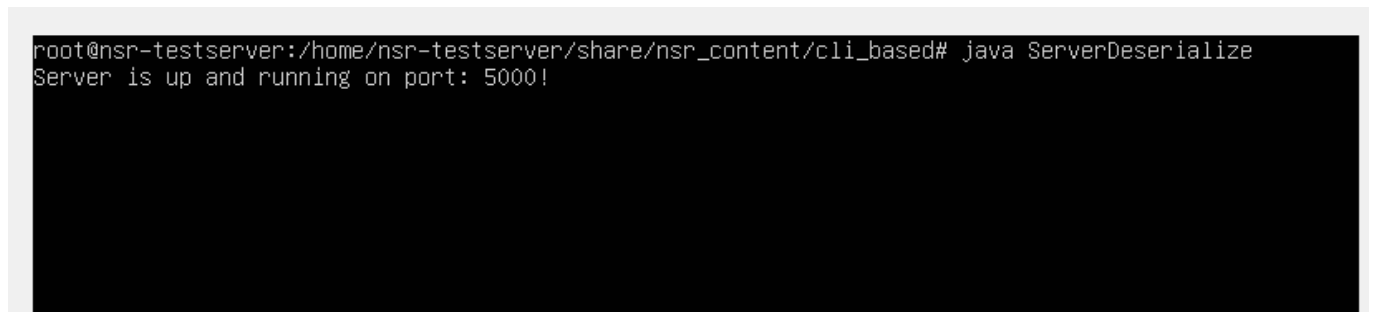 root@nsr-testserver:/home/nsr-testserver/share/nsr_content/cli_based# java ServerDeserialize
Server is up and running on port: 5000!